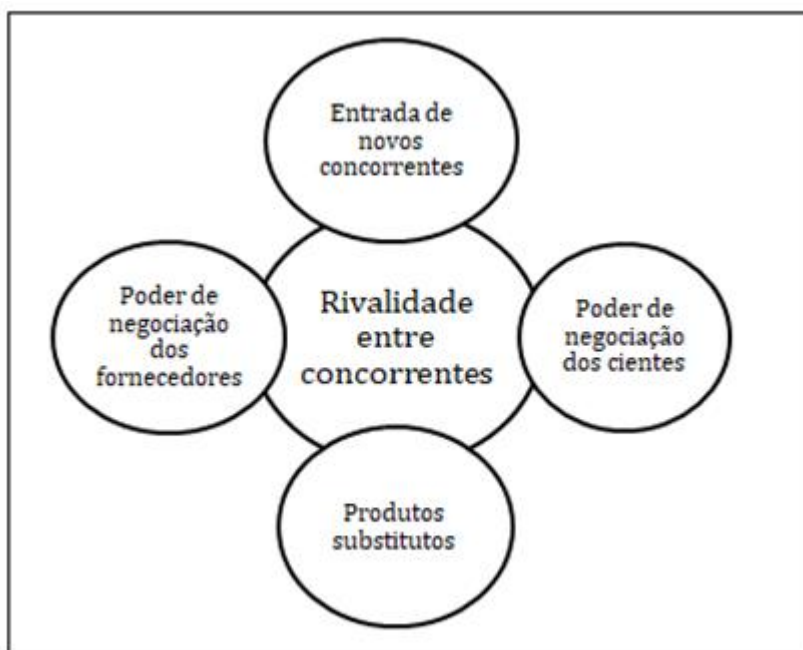 Entrada de
novos
concorrentes
Poder de
negociação
dos
fornecedores
Rivalidade
entre
concorrentes
Poder de
negociação
dos cientes
Produtos
substitutos